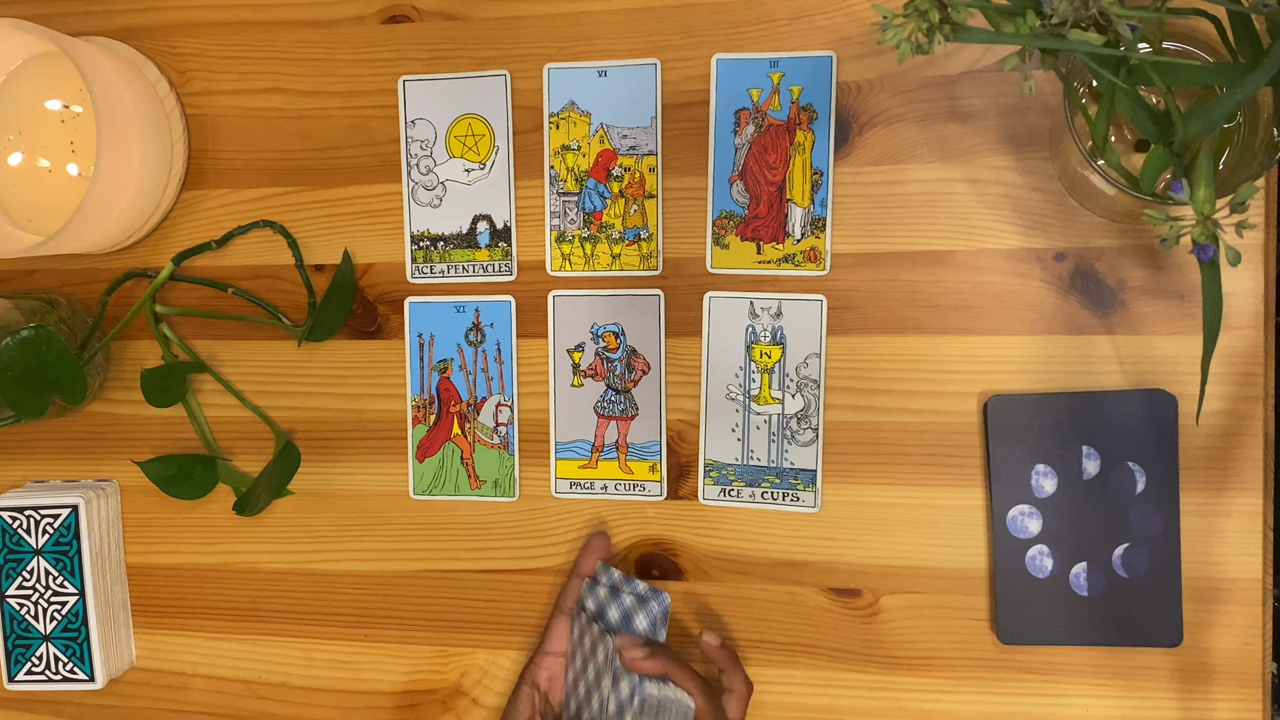 ACE of PENTACLES.
VI
III
VI
PAGE of CUPS.
ACE of CUPS.